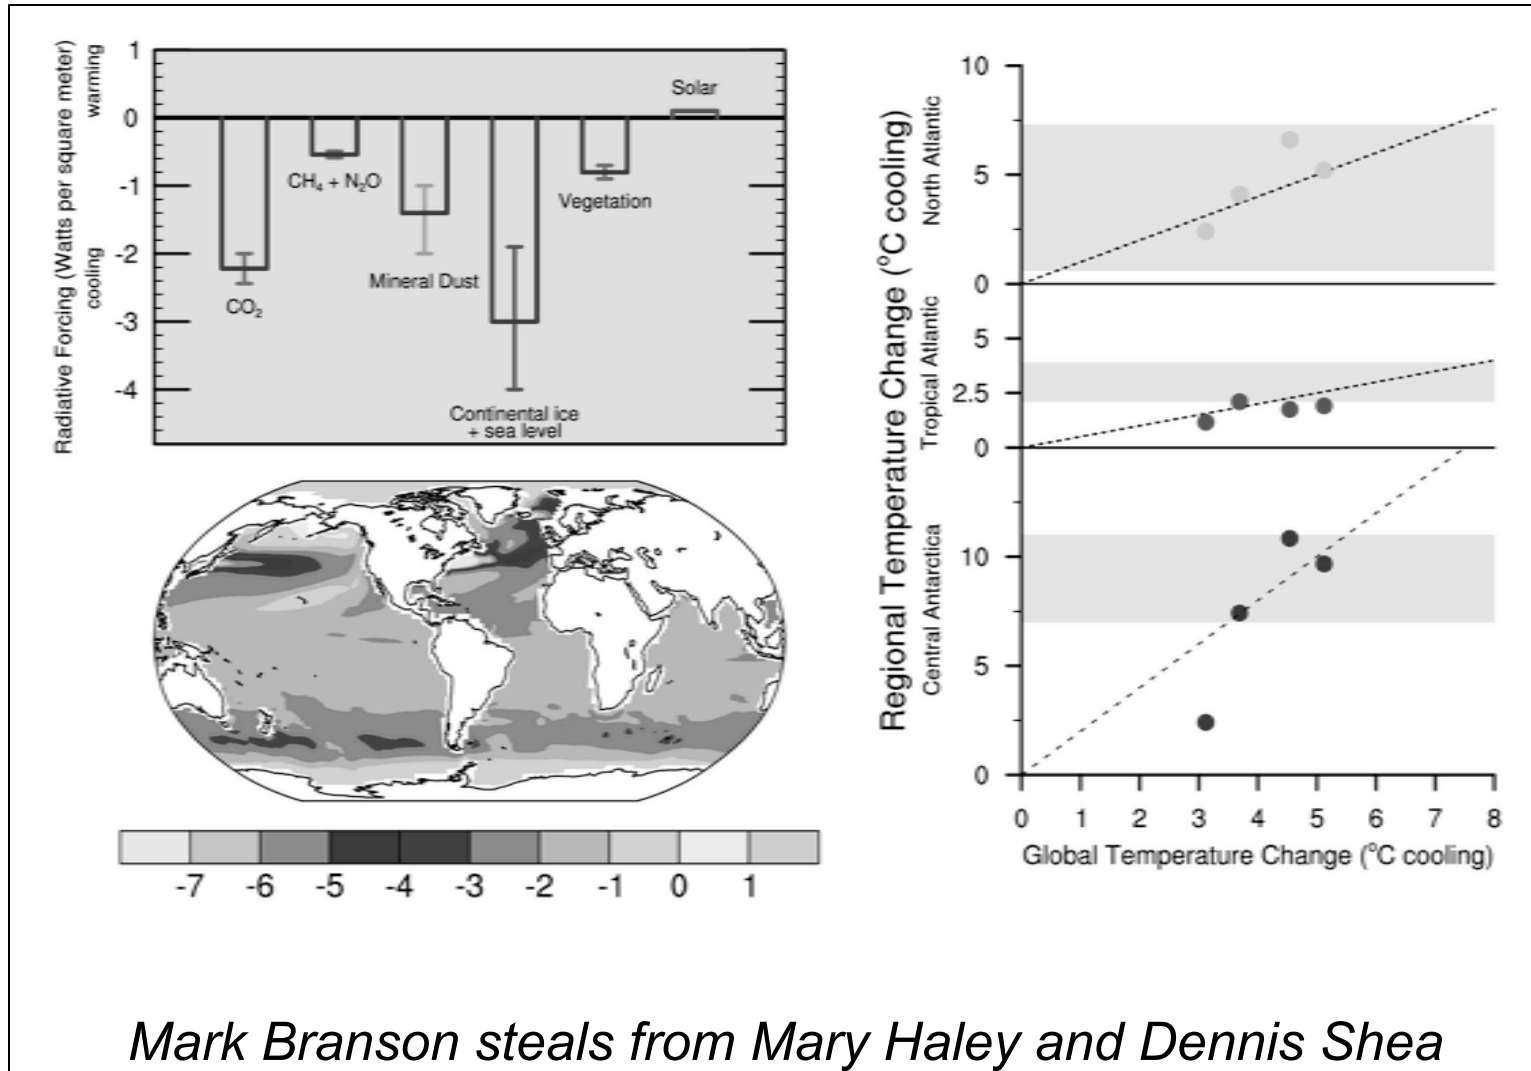 Radiative Forcing (Watts per square meter)
cooling
warming
1
0
-1
-2
-3
-4
CO₂
CH₄ + N₂O
Mineral Dust
Continental ice
+ sea level
Vegetation
Solar
-7 -6 -5 -4 -3 -2 -1 0 1
Regional Temperature Change (°C cooling)
North Atlantic
10
5
0
Tropical Atlantic
5
2.5
0
Central Antarctica
10
5
0
0 1 2 3 4 5 6 7 8
Global Temperature Change (°C cooling)
Mark Branson steals from Mary Haley and Dennis Shea